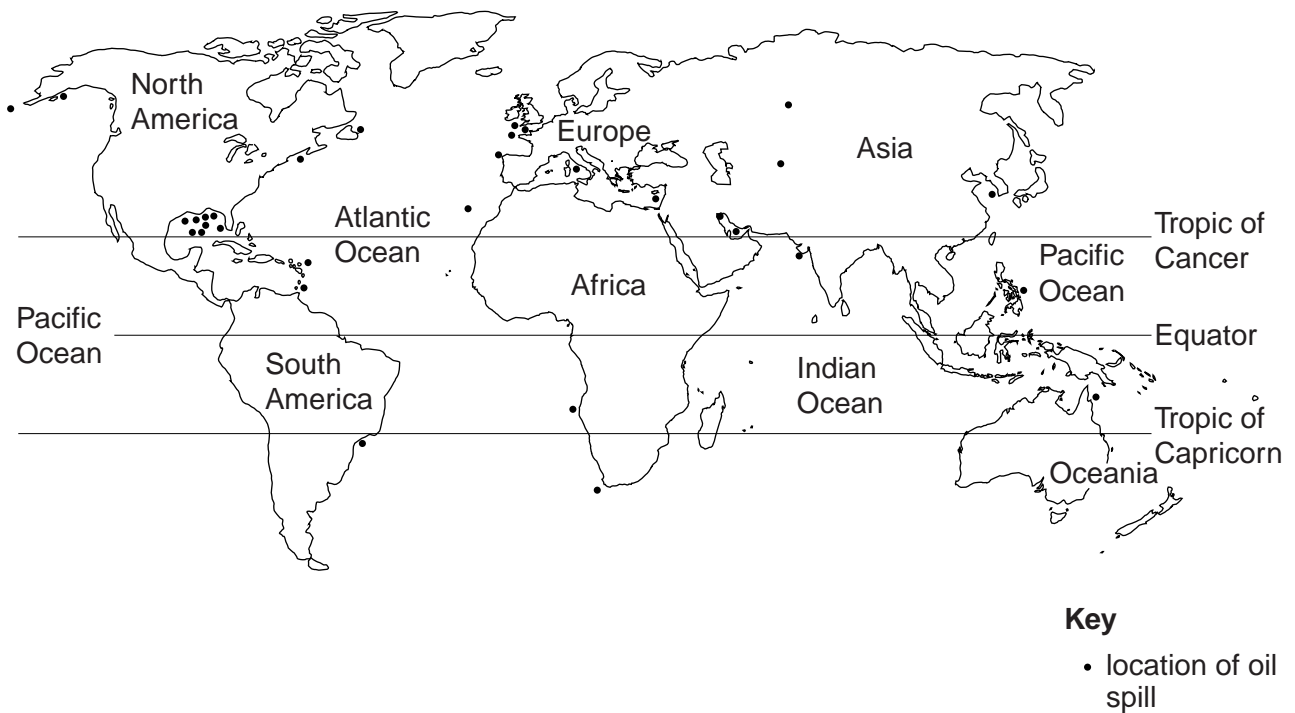 North
America
Europe
Asia
Atlantic
Ocean
Tropic of
Cancer
Pacific
Ocean
Africa
Pacific
Ocean
Equator
South
America
Indian
Ocean
Tropic of
Capricorn
Oceania
Key
• location of oil
spill